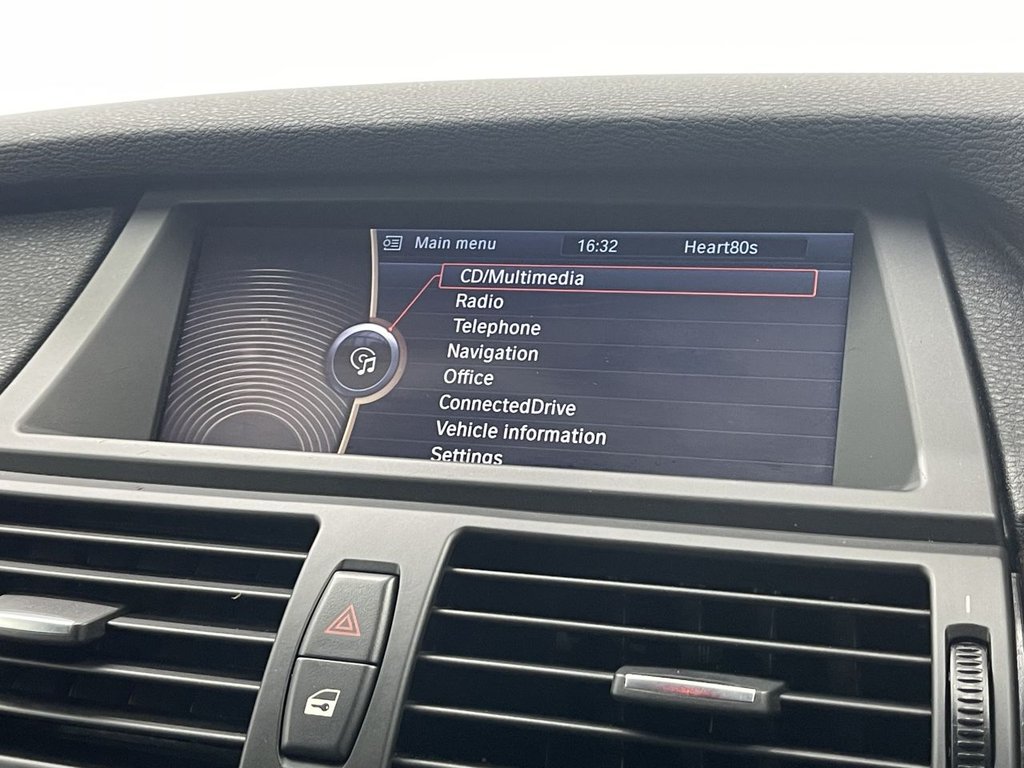 Main menu 16:32 Heart80s
CD/Multimedia
Radio
Telephone
Navigation
Office
ConnectedDrive
Vehicle information
Settings